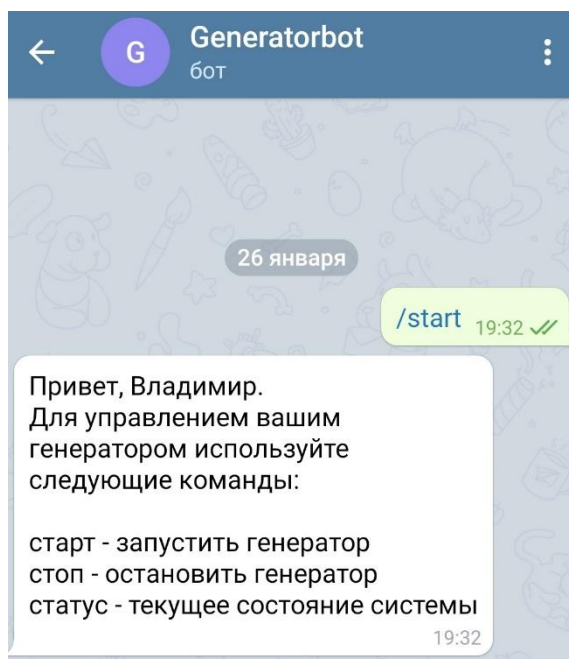 G
Generatorbot
бот
26 января
/start 19:32
Привет, Владимир.
Для управлением вашим
генератором используйте
следующие команды:
старт - запустить генератор
стоп - остановить генератор
статус - текущее состояние системы
19:32